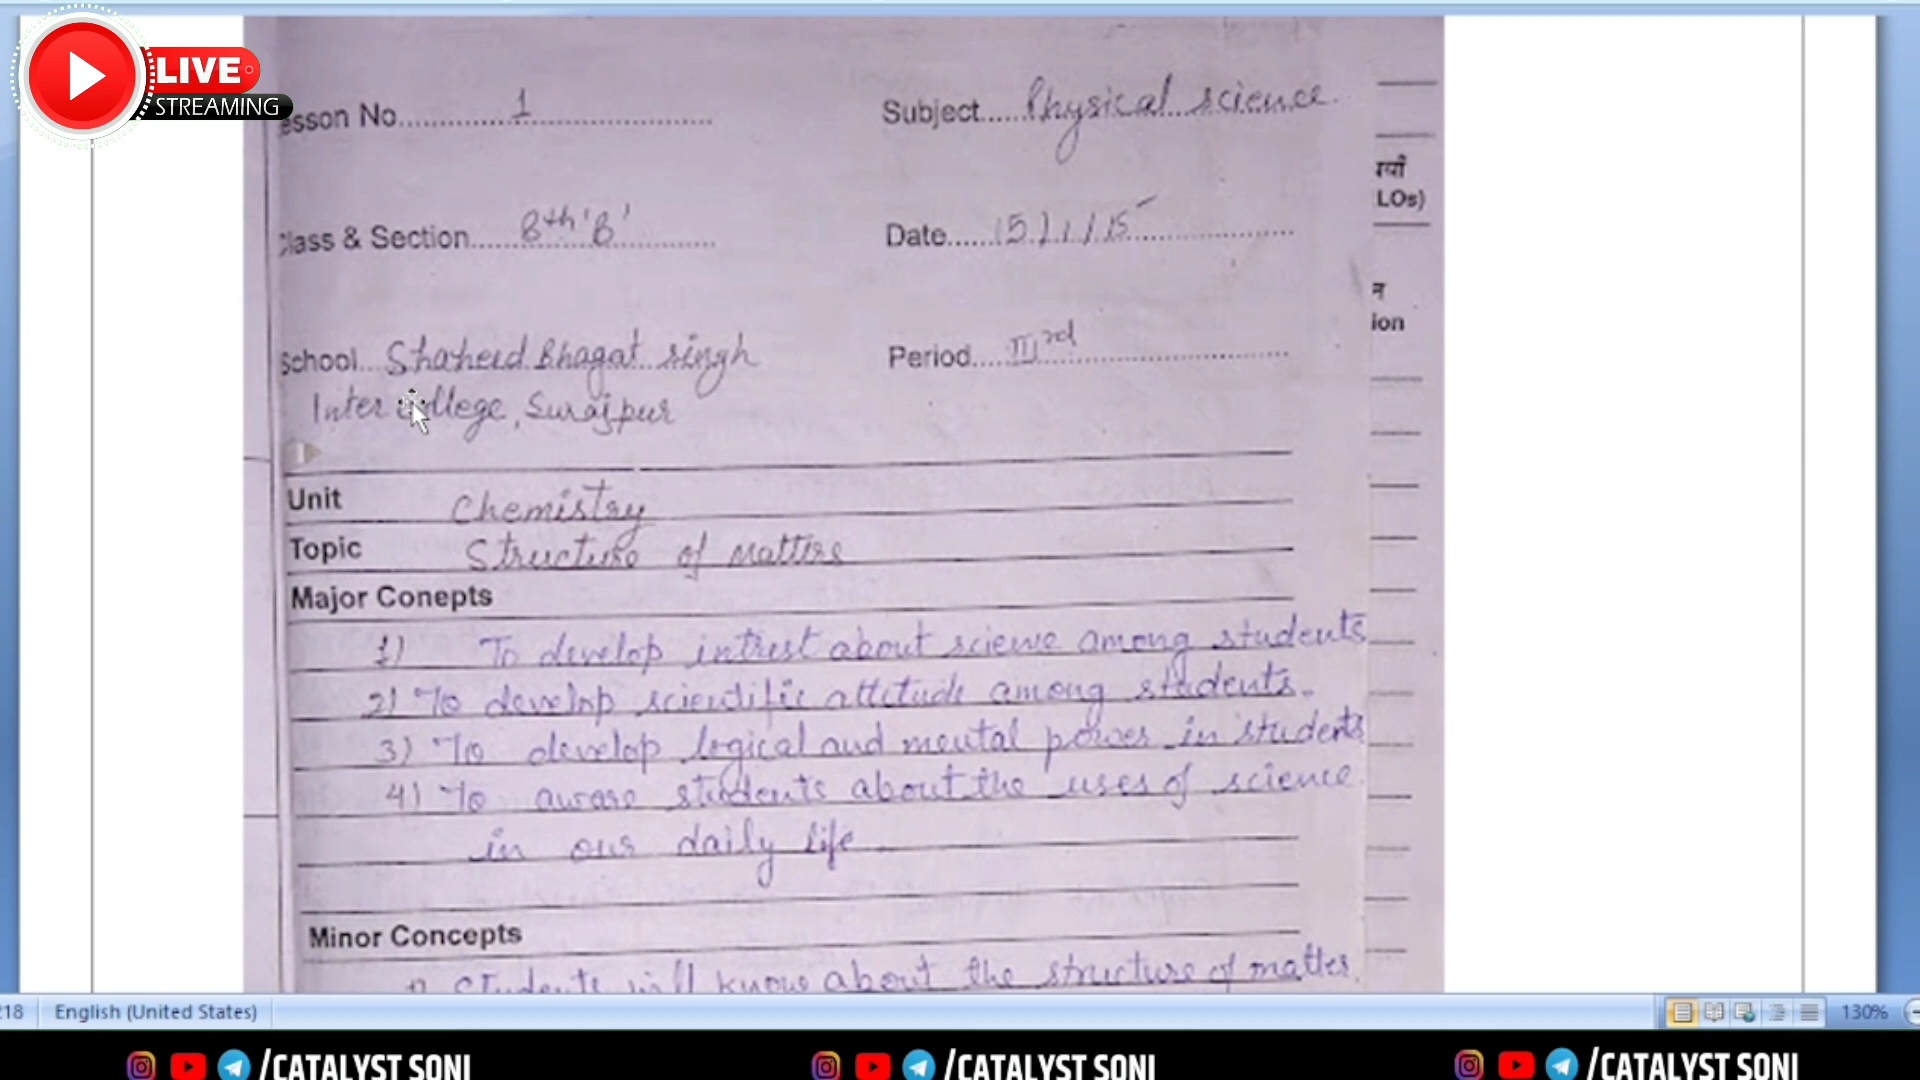 LIVE
STREAMING
esson No. 1 Subject Physical science.
Class & Section 8th 'B' Date 15/1/15
यों
LOs)
School Shaheed Bhagat singh Period IIIrd
Inter college, Surajpur
न
ion
Unit Chemistry
Topic Structure of matters
Major Conepts
1) To develop intrest about science among students
2) To develop scientific attitude among students.
3) To develop logical and mental power in students
4) To aware students about the uses of science
in our daily life.
Minor Concepts
1) Students will know about the structure of matter.
218 English (United States) 130%
/CATALYST SONI /CATALYST SONI /CATALYST SONI